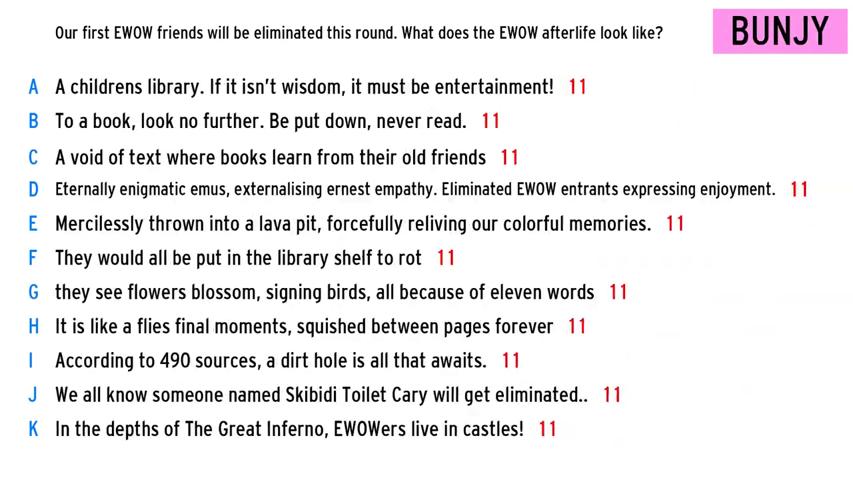 Our first EWOW friends will be eliminated this round. What does the EWOW afterlife look like?
BUNJY
A A childrens library. If it isn't wisdom, it must be entertainment! 11
B To a book, look no further. Be put down, never read. 11
C A void of text where books learn from their old friends 11
D Eternally enigmatic emus, externalising ernest empathy. Eliminated EWOW entrants expressing enjoyment. 11
E Mercilessly thrown into a lava pit, forcefully reliving our colorful memories. 11
F They would all be put in the library shelf to rot 11
G they see flowers blossom, signing birds, all because of eleven words 11
H It is like a flies final moments, squished between pages forever 11
I According to 490 sources, a dirt hole is all that awaits. 11
J We all know someone named Skibidi Toilet Cary will get eliminated.. 11
K In the depths of The Great Inferno, EWOWers live in castles! 11